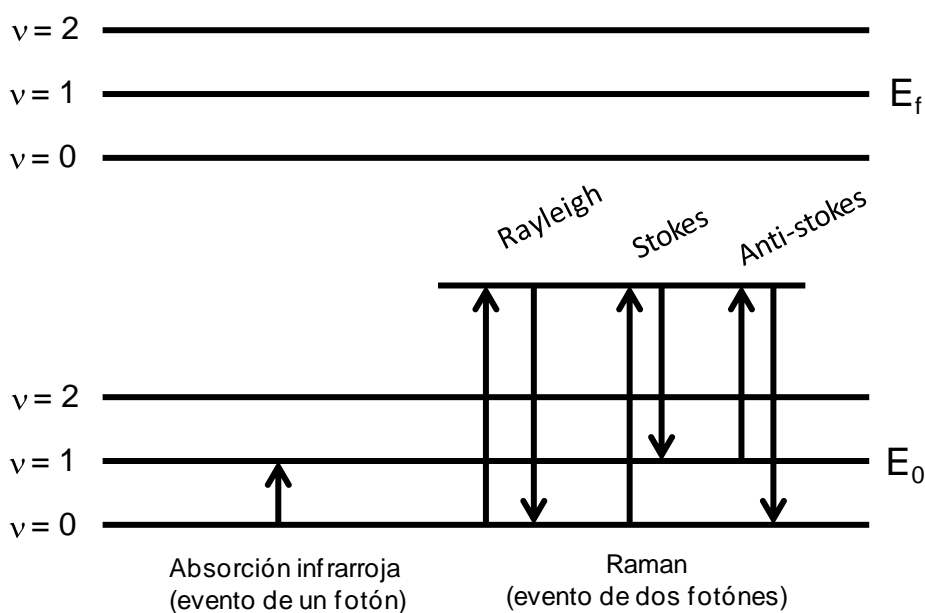 ν = 2
ν = 1
E_f
ν = 0
Rayleigh
Stokes
Anti-stokes
ν = 2
ν = 1
E_0
ν = 0
Absorción infrarroja
(evento de un fotón)
Raman
(evento de dos fotónes)